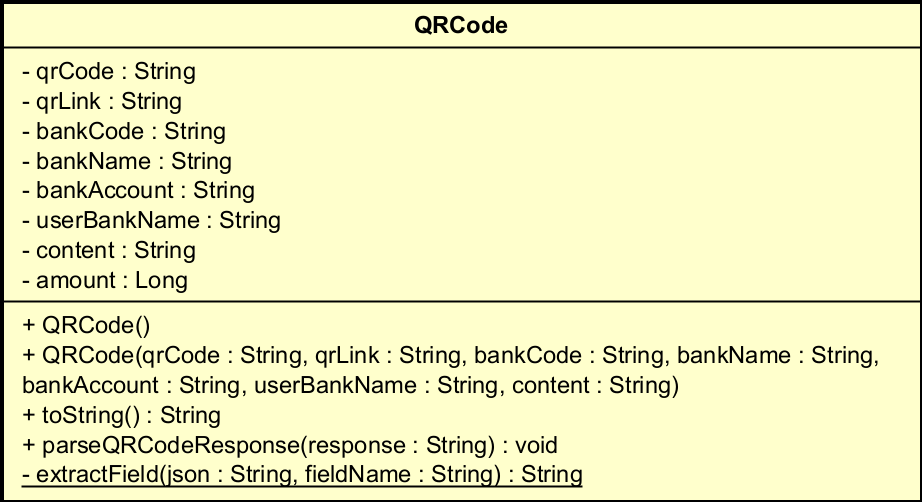 QRCode
- qrCode : String
- qrLink : String
- bankCode : String
- bankName : String
- bankAccount : String
- userBankName : String
- content : String
- amount : Long
+ QRCode()
+ QRCode(qrCode : String, qrLink : String, bankCode : String, bankName : String,
bankAccount : String, userBankName : String, content : String)
+ toString() : String
+ parseQRCodeResponse(response : String) : void
- extractField(json : String, fieldName : String) : String